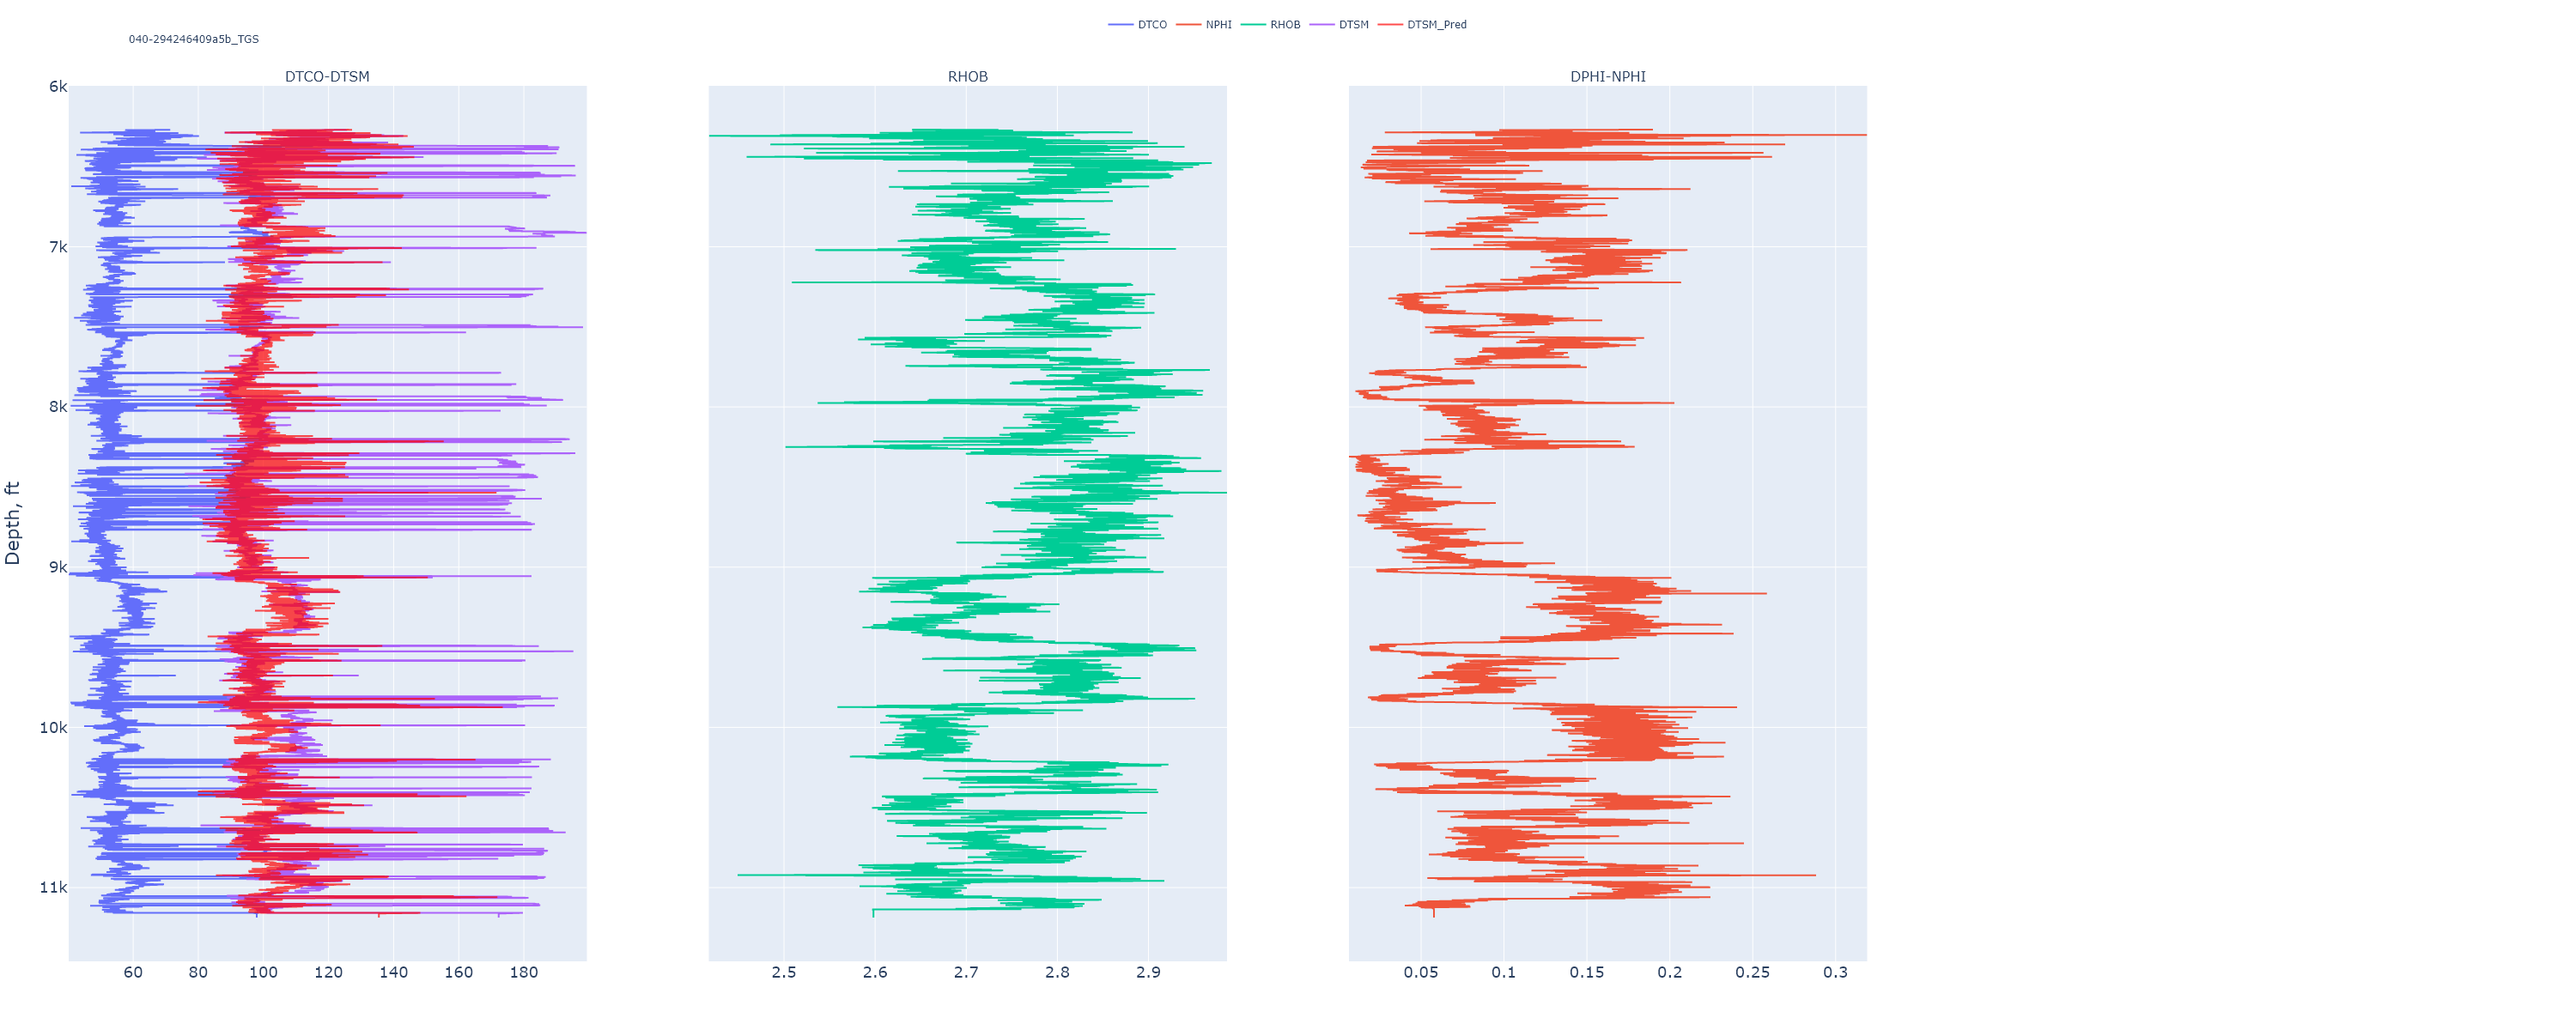 DTCO NPHI RHOB DTSM DTSM_Pred
040-294246409a5b_TGS
DTCO-DTSM RHOB DPHI-NPHI
Depth, ft
6k
7k
8k
9k
10k
11k
60 80 100 120 140 160 180
2.5 2.6 2.7 2.8 2.9
0.05 0.1 0.15 0.2 0.25 0.3